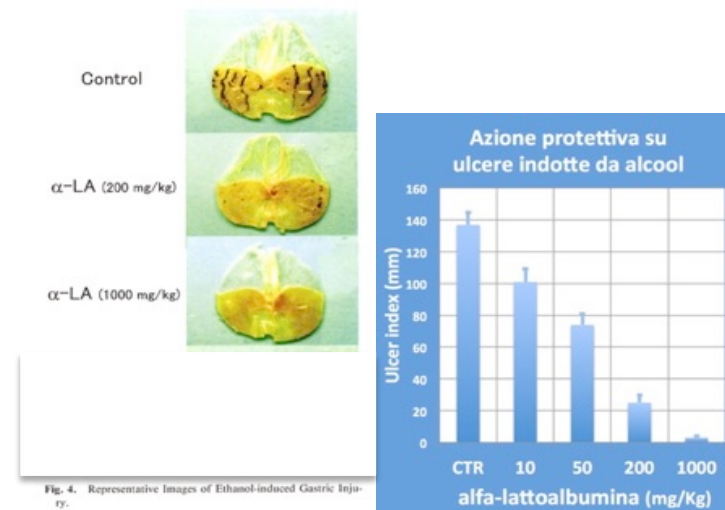 Control
α-LA (200 mg/kg)
α-LA (1000 mg/kg)
Fig. 4. Representative Images of Ethanol-induced Gastric Inju-
ry.
Azione protettiva su
ulcere indotte da alcool
Ulcer index (mm)
160
140
120
100
80
60
40
20
0
CTR 10 50 200 1000
alfa-lattoalbumina (mg/Kg)